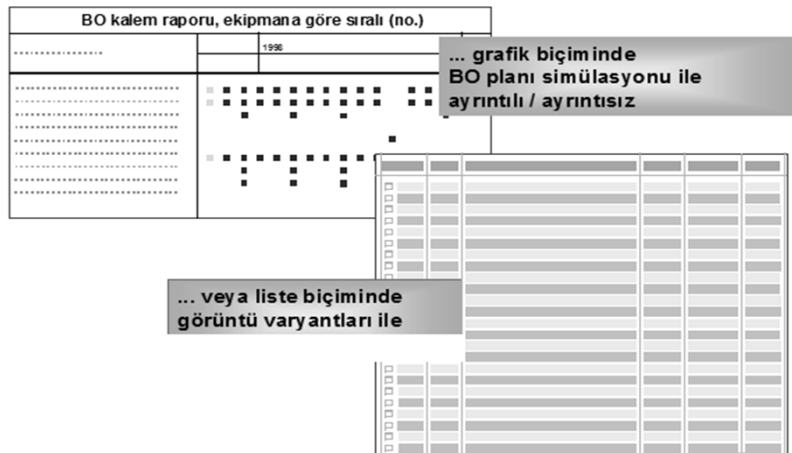 BO kalem raporu, ekipmana göre sıralı (no.)
1996
... grafik biçiminde
BO planı simülasyonu ile
ayrıntılı / ayrıntısız
... veya liste biçiminde
görüntü varyantları ile